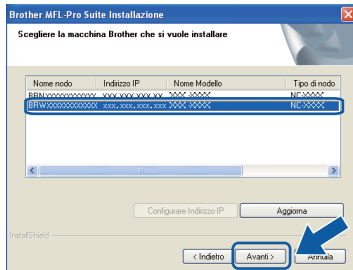 Brother MFL-Pro Suite Installazione
Scegliere la macchina Brother che si vuole installare
Nome nodo Indirizzo IP Nome Modello Tipo di nodo
BRNXXXXXXXXXXXX XXX.XXX.XXX.XX XXX-XXXX NC-XXXX
BRWXXXXXXXXXXXX xxx.xxx.xxx.xxx XXX-XXXX NC-XXXX
Configurare Indirizzo IP Aggiorna
InstallShield
< Indietro Avanti > Annulla